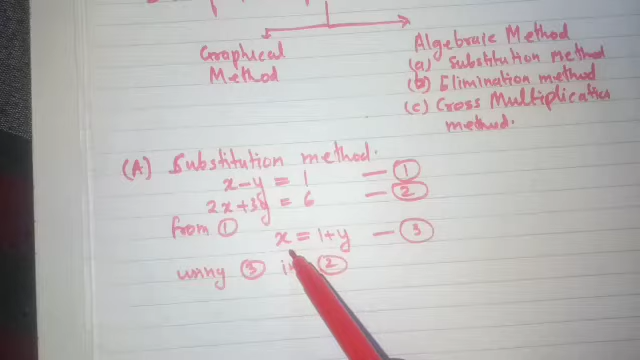 Graphical
Method
Algebraic Method
(a) Substitution method
(b) Elimination method
(c) Cross Multiplication
method.
(A) Substitution method.
x-y = 1 — ①
2x+3y = 6 — ②
from ①
x = 1+y — ③
using ③ in ②